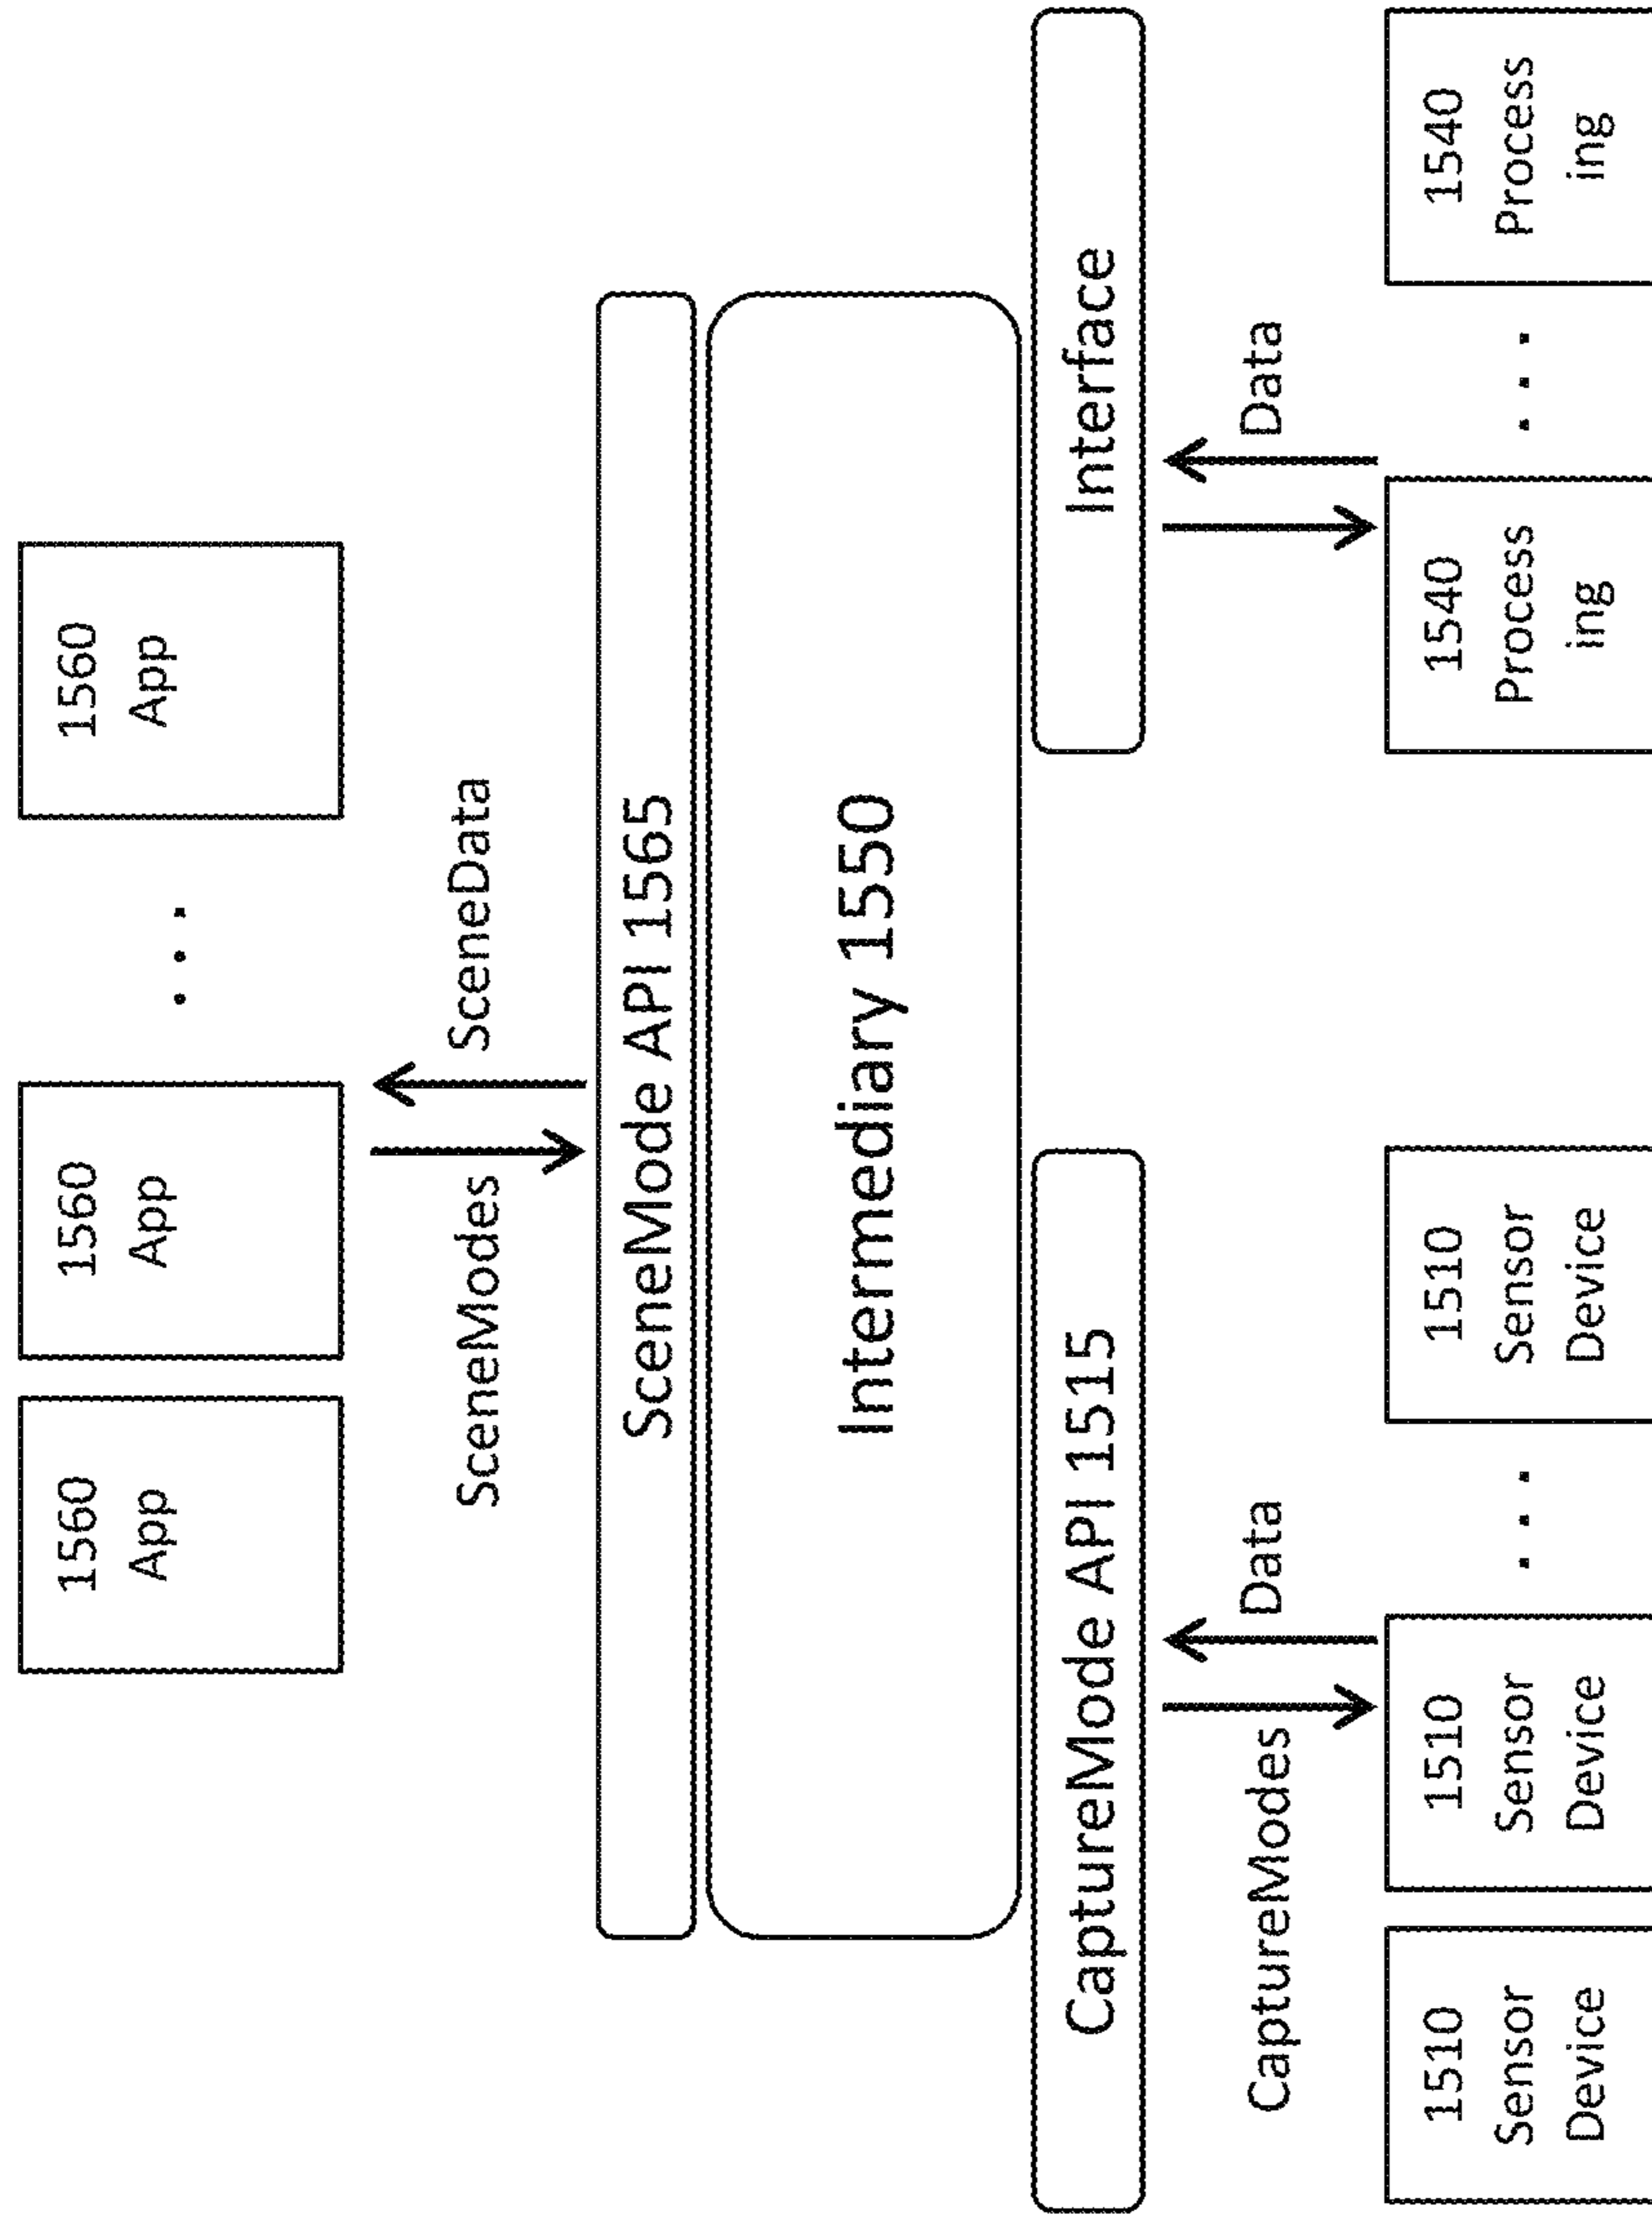 1560
App
1560
App
. . .
1560
App
SceneModes
SceneData
SceneMode API 1565
Intermediary 1550
CaptureMode API 1515
Interface
CaptureModes
Data
Data
1510
Sensor
Device
1510
Sensor
Device
. . .
1510
Sensor
Device
1540
Process
ing
. . .
1540
Process
ing